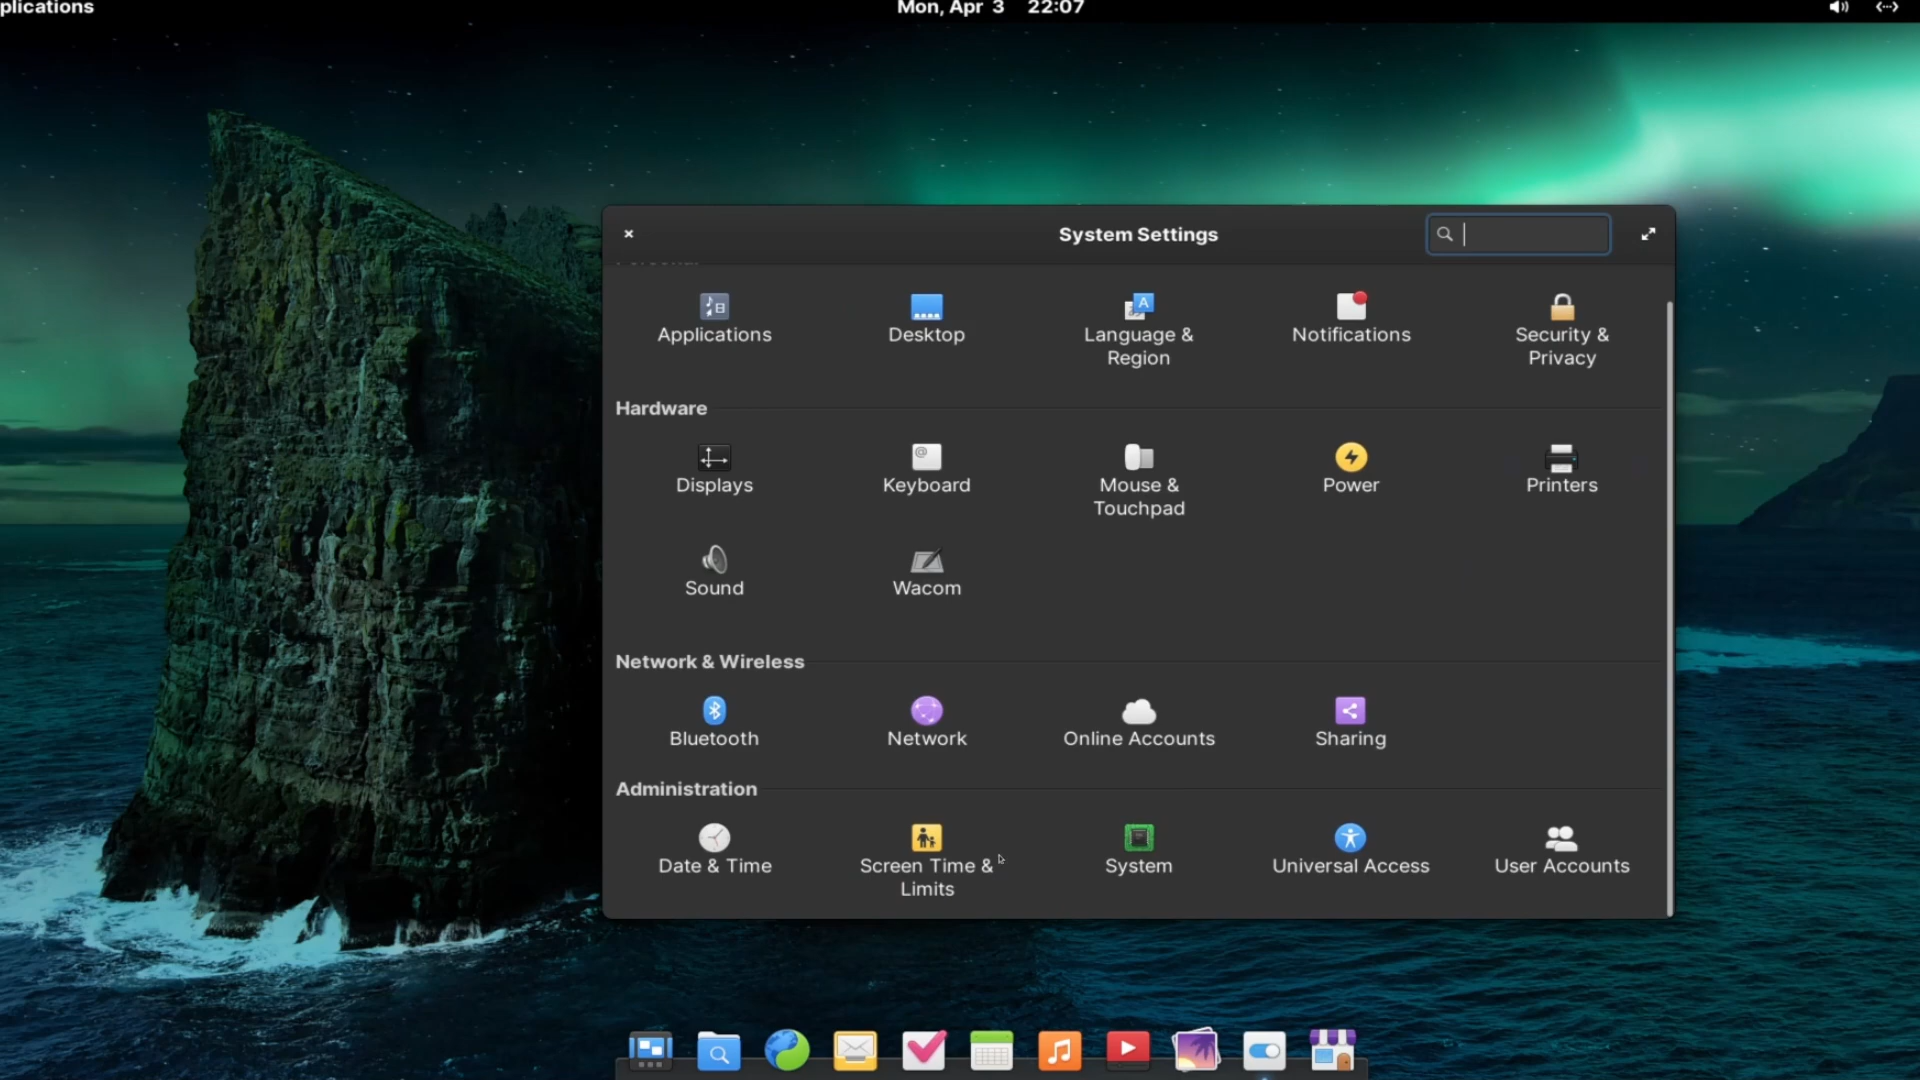 plications
Mon, Apr 3 22:07
System Settings
Applications
Desktop
Language &
Region
Notifications
Security &
Privacy
Hardware
Displays
Keyboard
Mouse &
Touchpad
Power
Printers
Sound
Wacom
Network & Wireless
Bluetooth
Network
Online Accounts
Sharing
Administration
Date & Time
Screen Time &
Limits
System
Universal Access
User Accounts